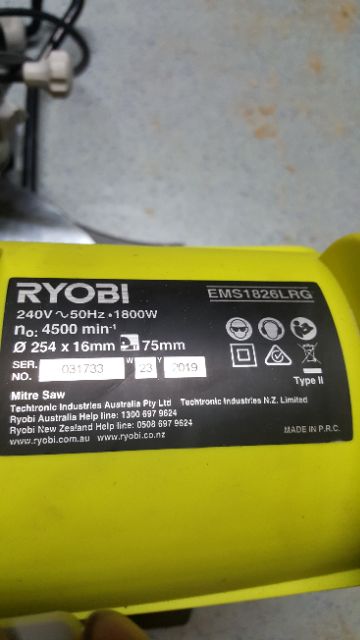 RYOBI EMS1826LRG
240V ~ 50Hz • 1800W
no: 4500 min-1
Ø 254 x 16mm 75mm
SER. NO. 031733 W 23 Y 2019
Type II
Mitre Saw
Techtronic Industries Australia Pty Ltd Techtronic Industries N.Z. Limited
Ryobi Australia Help line: 1300 697 9624
Ryobi New Zealand Help line: 0508 697 9624
www.ryobi.com.au www.ryobi.co.nz
MADE IN P.R.C.